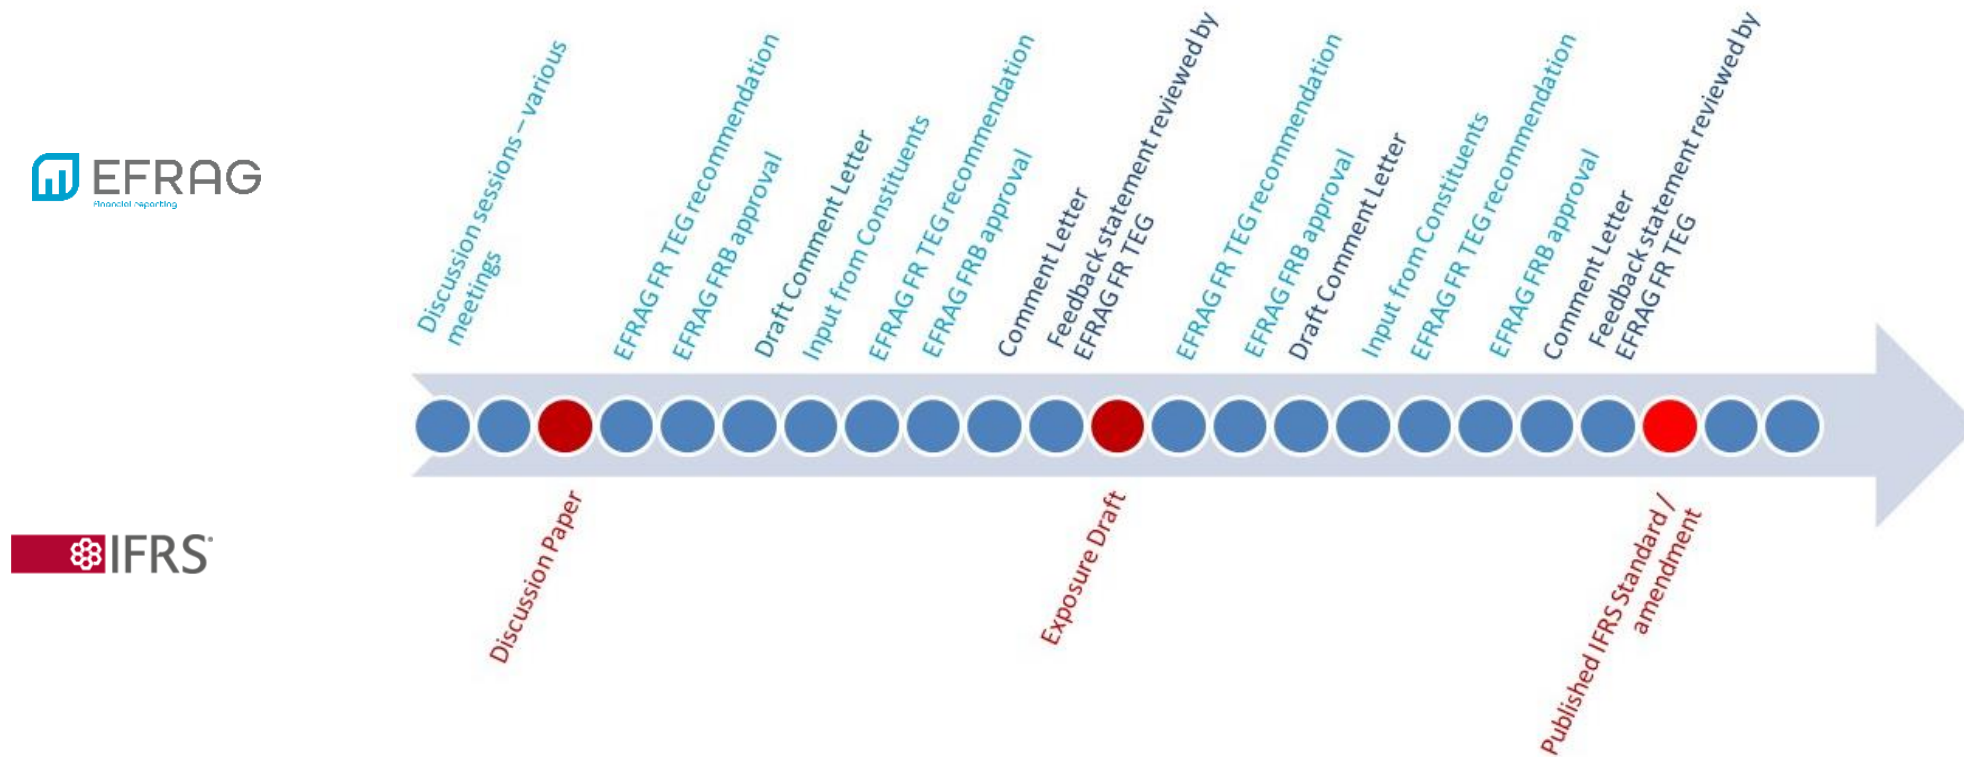 Discussion sessions – various
meetings
EFRAG FR TEG recommendation
EFRAG FRB approval
Draft Comment Letter
Input from Constituents
EFRAG FR TEG recommendation
EFRAG FRB approval
Comment Letter
Feedback statement reviewed by
EFRAG FR TEG
EFRAG FR TEG recommendation
EFRAG FRB approval
Draft Comment Letter
Input from Constituents
EFRAG FR TEG recommendation
EFRAG FRB approval
Comment Letter
Feedback statement reviewed by
EFRAG FR TEG
EFRAG
Financial reporting
IFRS®
Discussion Paper
Exposure Draft
Published IFRS Standard /
amendment